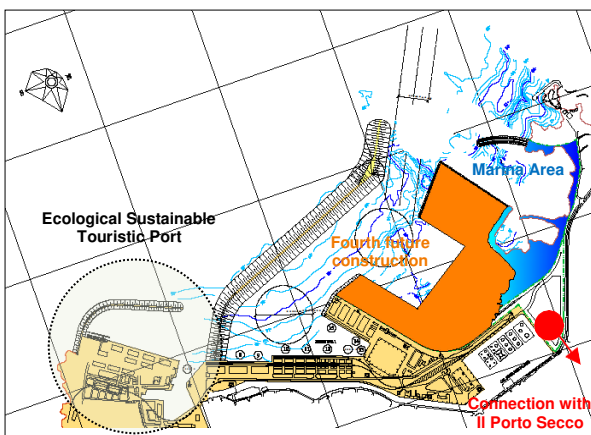 Marina Area
Ecological Sustainable
Touristic Port
Fourth future
construction
Connection with
Il Porto Secco